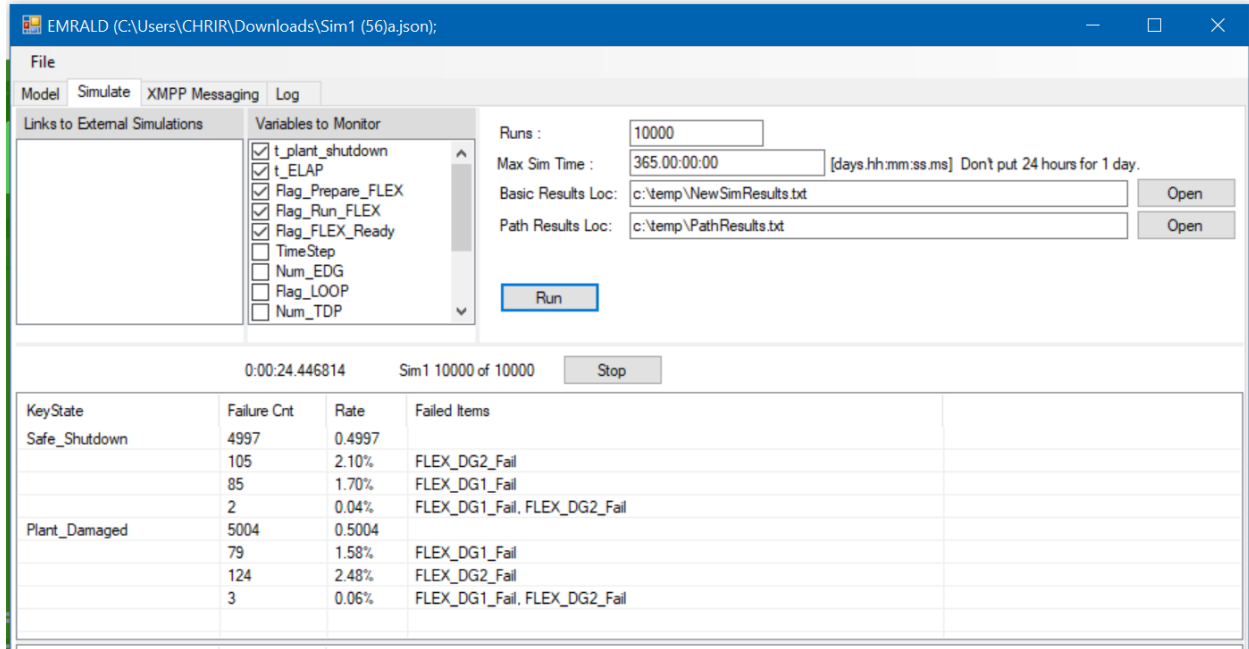 EMRALD (C:\Users\CHRIR\Downloads\Sim1 (56)a.json);
File
Model Simulate XMPP Messaging Log
Links to External Simulations
Variables to Monitor
t_plant_shutdown
t_ELAP
Flag_Prepare_FLEX
Flag_Run_FLEX
Flag_FLEX_Ready
TimeStep
Num_EDG
Flag_LOOP
Num_TDP
Runs : 10000
Max Sim Time : 365.00:00:00 [days.hh:mm:ss.ms] Don't put 24 hours for 1 day.
Basic Results Loc: c:\temp\NewSimResults.txt Open
Path Results Loc: c:\temp\PathResults.txt Open
Run
0:00:24.446814 Sim1 10000 of 10000 Stop
KeyState Failure Cnt Rate Failed Items
Safe_Shutdown 4997 0.4997
105 2.10% FLEX_DG2_Fail
85 1.70% FLEX_DG1_Fail
2 0.04% FLEX_DG1_Fail, FLEX_DG2_Fail
Plant_Damaged 5004 0.5004
79 1.58% FLEX_DG1_Fail
124 2.48% FLEX_DG2_Fail
3 0.06% FLEX_DG1_Fail, FLEX_DG2_Fail